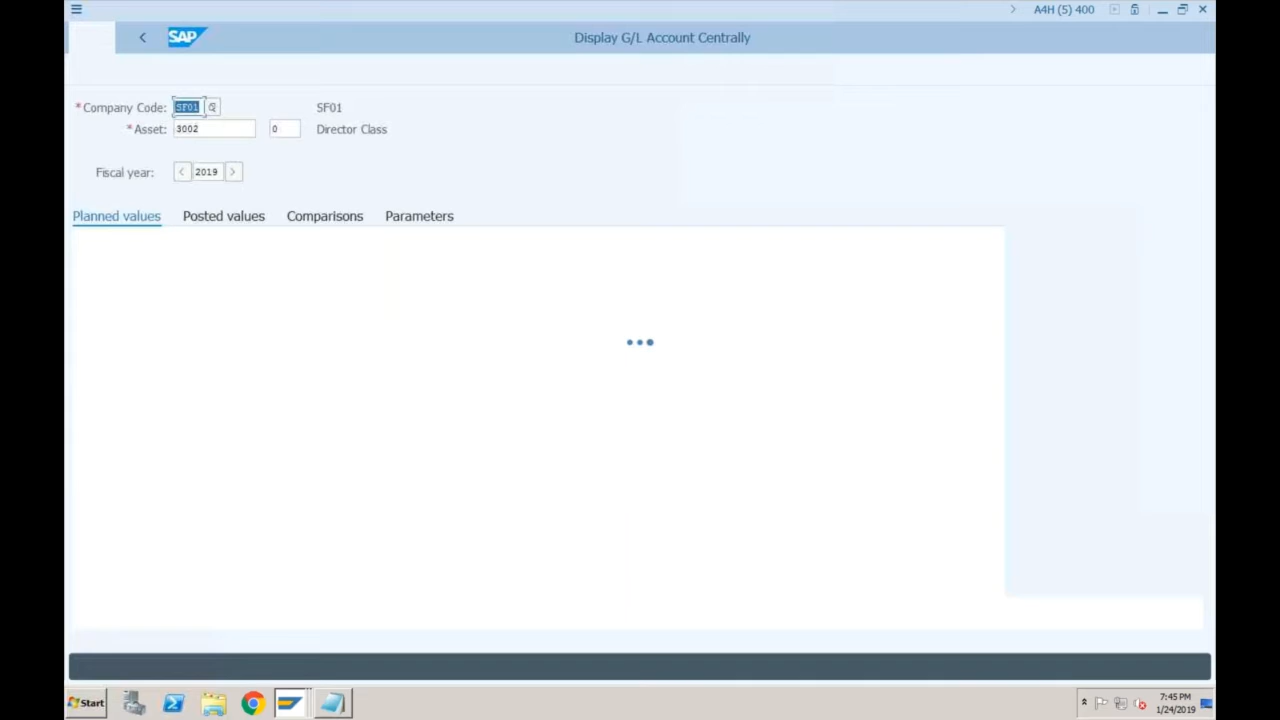 A4H (5) 400
SAP
Display G/L Account Centrally
*Company Code: SF01 SF01
*Asset: 3002 0 Director Class
Fiscal year: 2019
Planned values Posted values Comparisons Parameters
Start
7:45 PM
1/24/2019